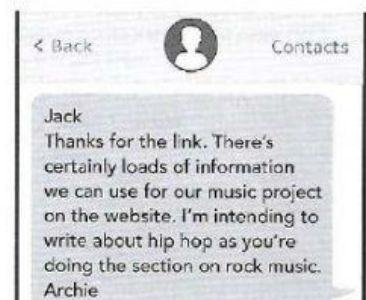 < Back Contacts
Jack
Thanks for the link. There's
certainly loads of information
we can use for our music project
on the website. I'm intending to
write about hip hop as you're
doing the section on rock music.
Archie